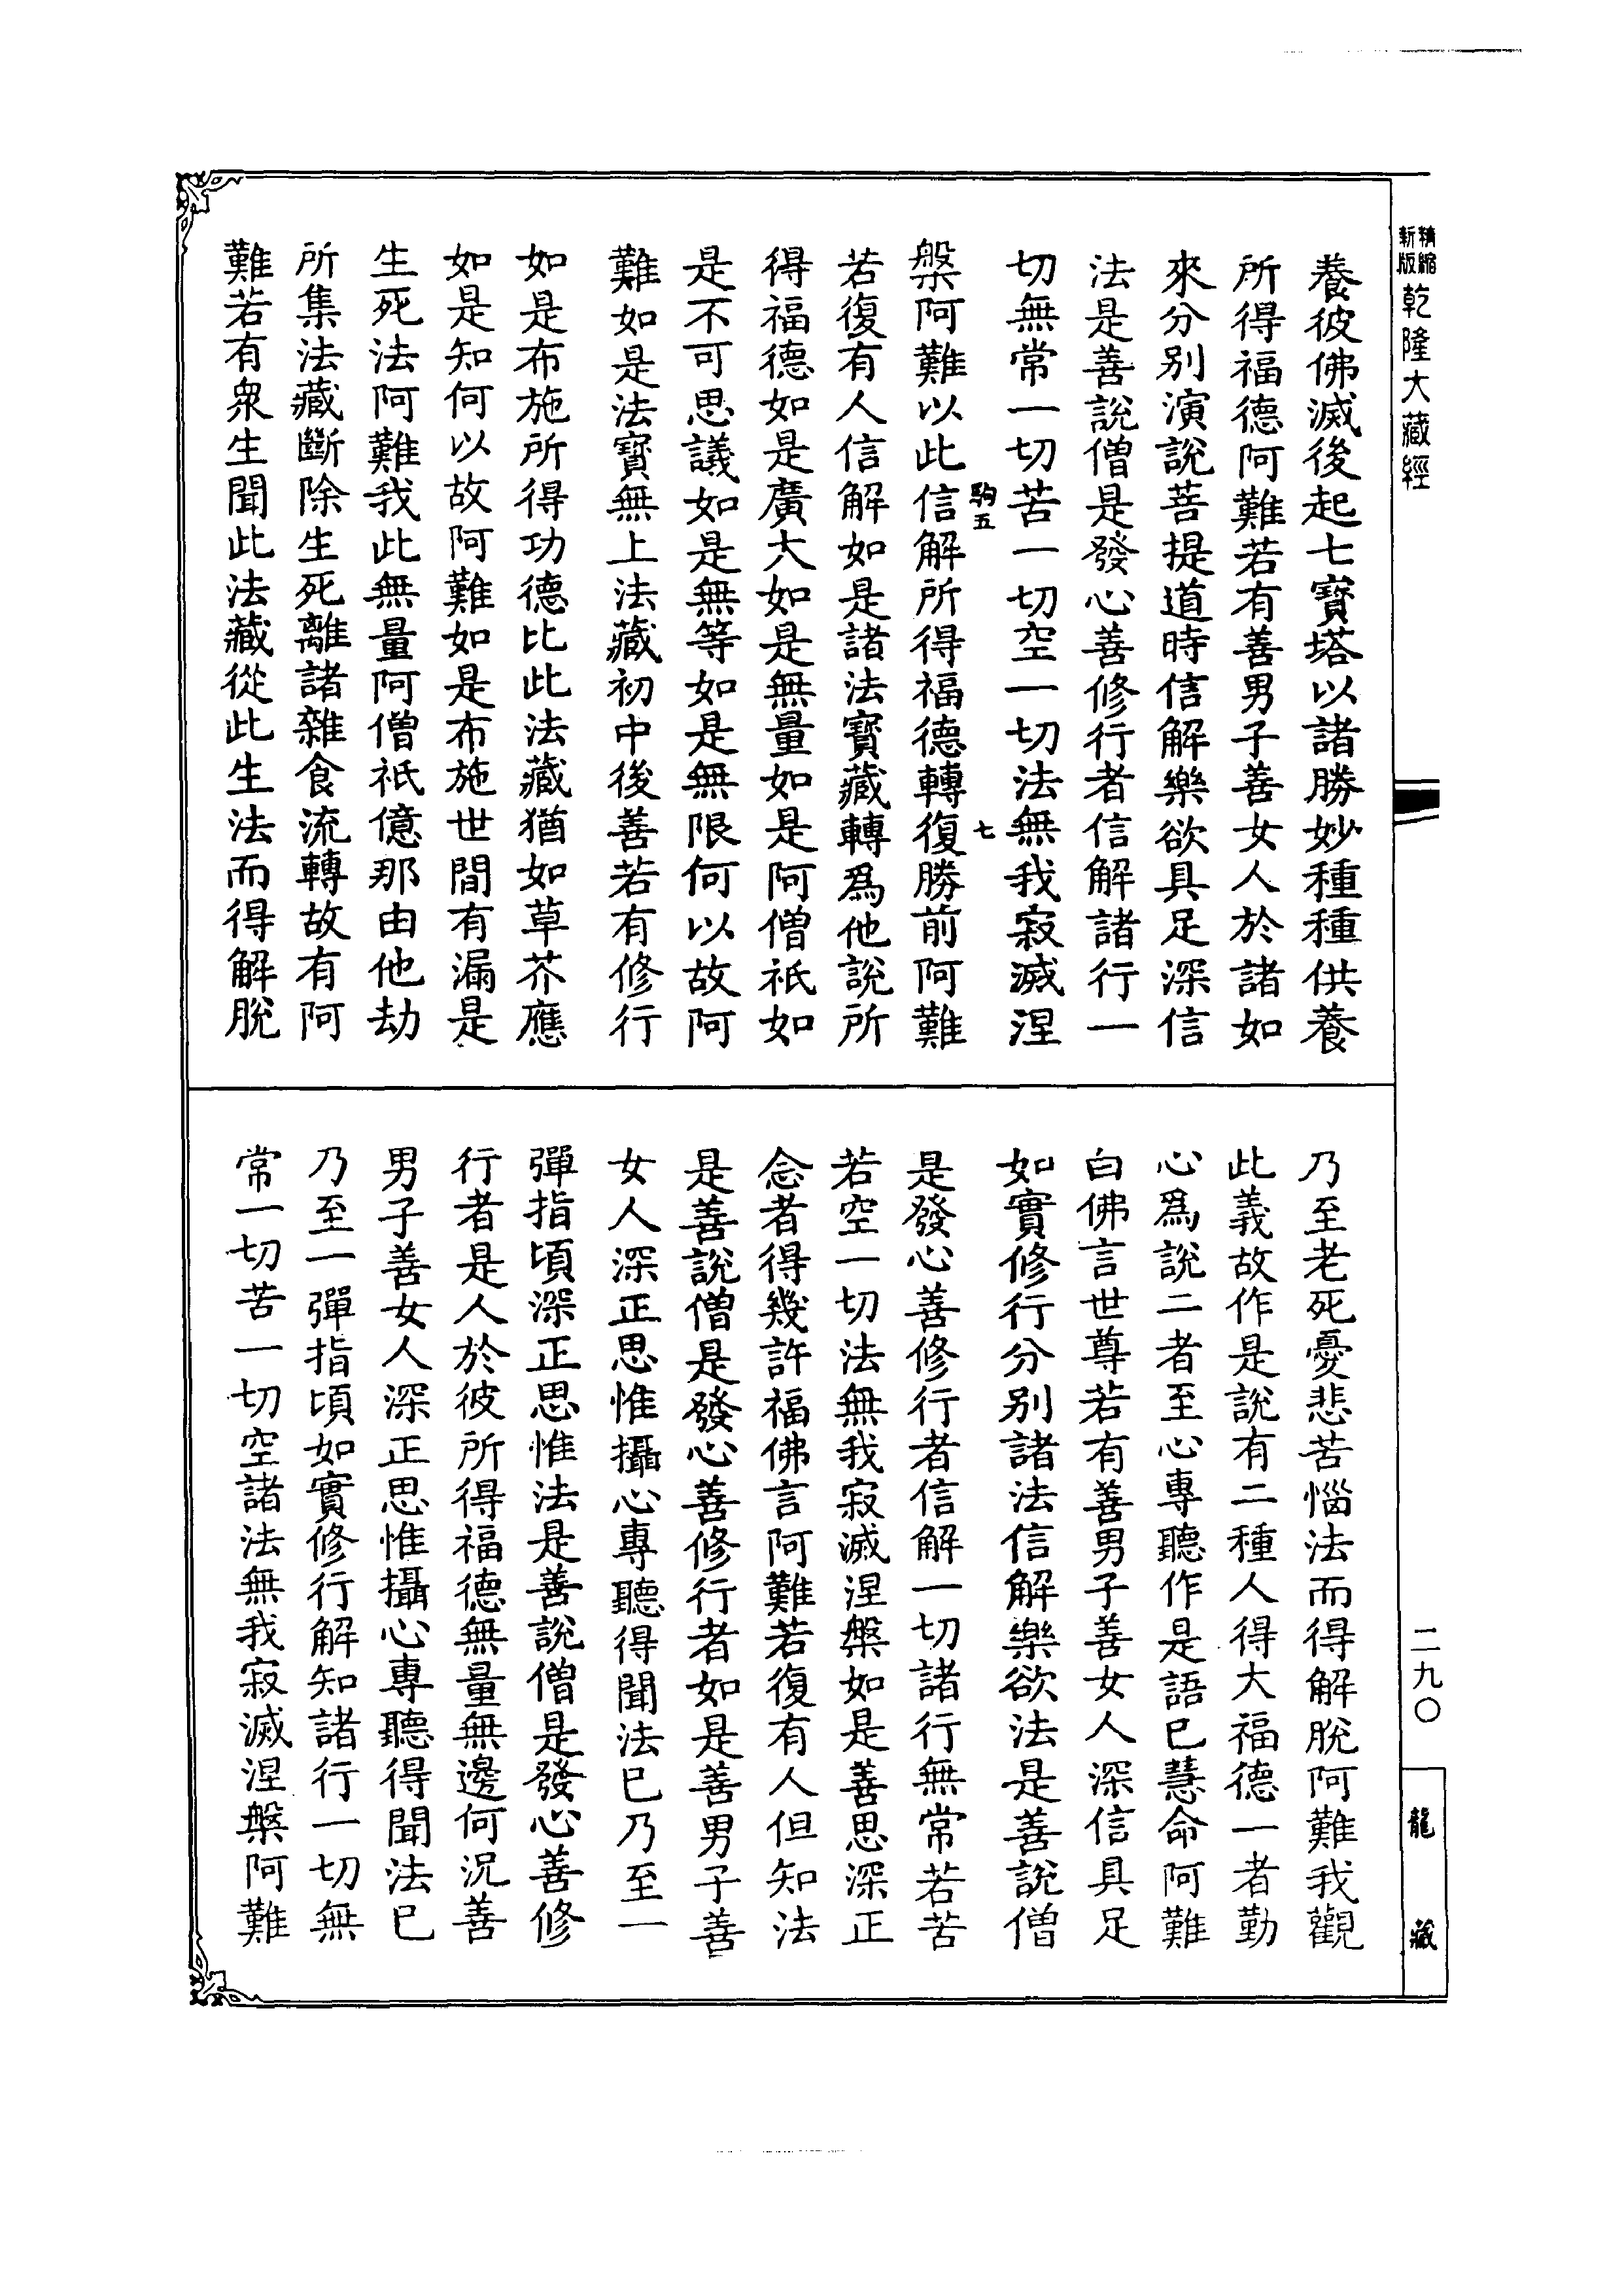 精縮
新版
乾隆大藏經
養彼佛滅後起七寶塔以諸勝妙種種供養
所得福德阿難若有善男子善女人於諸如
來分別演說菩提道時信解樂欲具足深信
法是善說僧是發心善修行者信解諸行一
切無常一切苦一切空一切法無我寂滅涅
駒五 七
槃阿難以此信解所得福德轉復勝前阿難
若復有人信解如是諸法寶藏轉為他說所
得福德如是廣大如是無量如是阿僧祇如
是不可思議如是無等如是無限何以故阿
難如是法寶無上法藏初中後善若有修行
如是布施所得功德比此法藏猶如草芥應
如是知何以故阿難如是布施世間有漏是
生死法阿難我此無量阿僧祇億那由他劫
所集法藏斷除生死離諸雜食流轉故有阿
難若有眾生聞此法藏從此生法而得解脫
乃至老死憂悲苦惱法而得解脫阿難我觀
此義故作是說有二種人得大福德一者勤
心為說二者至心專聽作是語已慧命阿難
白佛言世尊若有善男子善女人深信具足
如實修行分別諸法信解樂欲法是善說僧
是發心善修行者信解一切諸行無常若苦
若空一切法無我寂滅涅槃如是善思深正
念者得幾許福佛言阿難若復有人但知法
是善說僧是發心善修行者如是善男子善
女人深正思惟攝心專聽得聞法已乃至一
彈指頃深正思惟法是善說僧是發心善修
行者是人於彼所得福德無量無邊何況善
男子善女人深正思惟攝心專聽得聞法已
乃至一彈指頃如實修行解知諸行一切無
常一切苦一切空諸法無我寂滅涅槃阿難
二九〇
龍藏